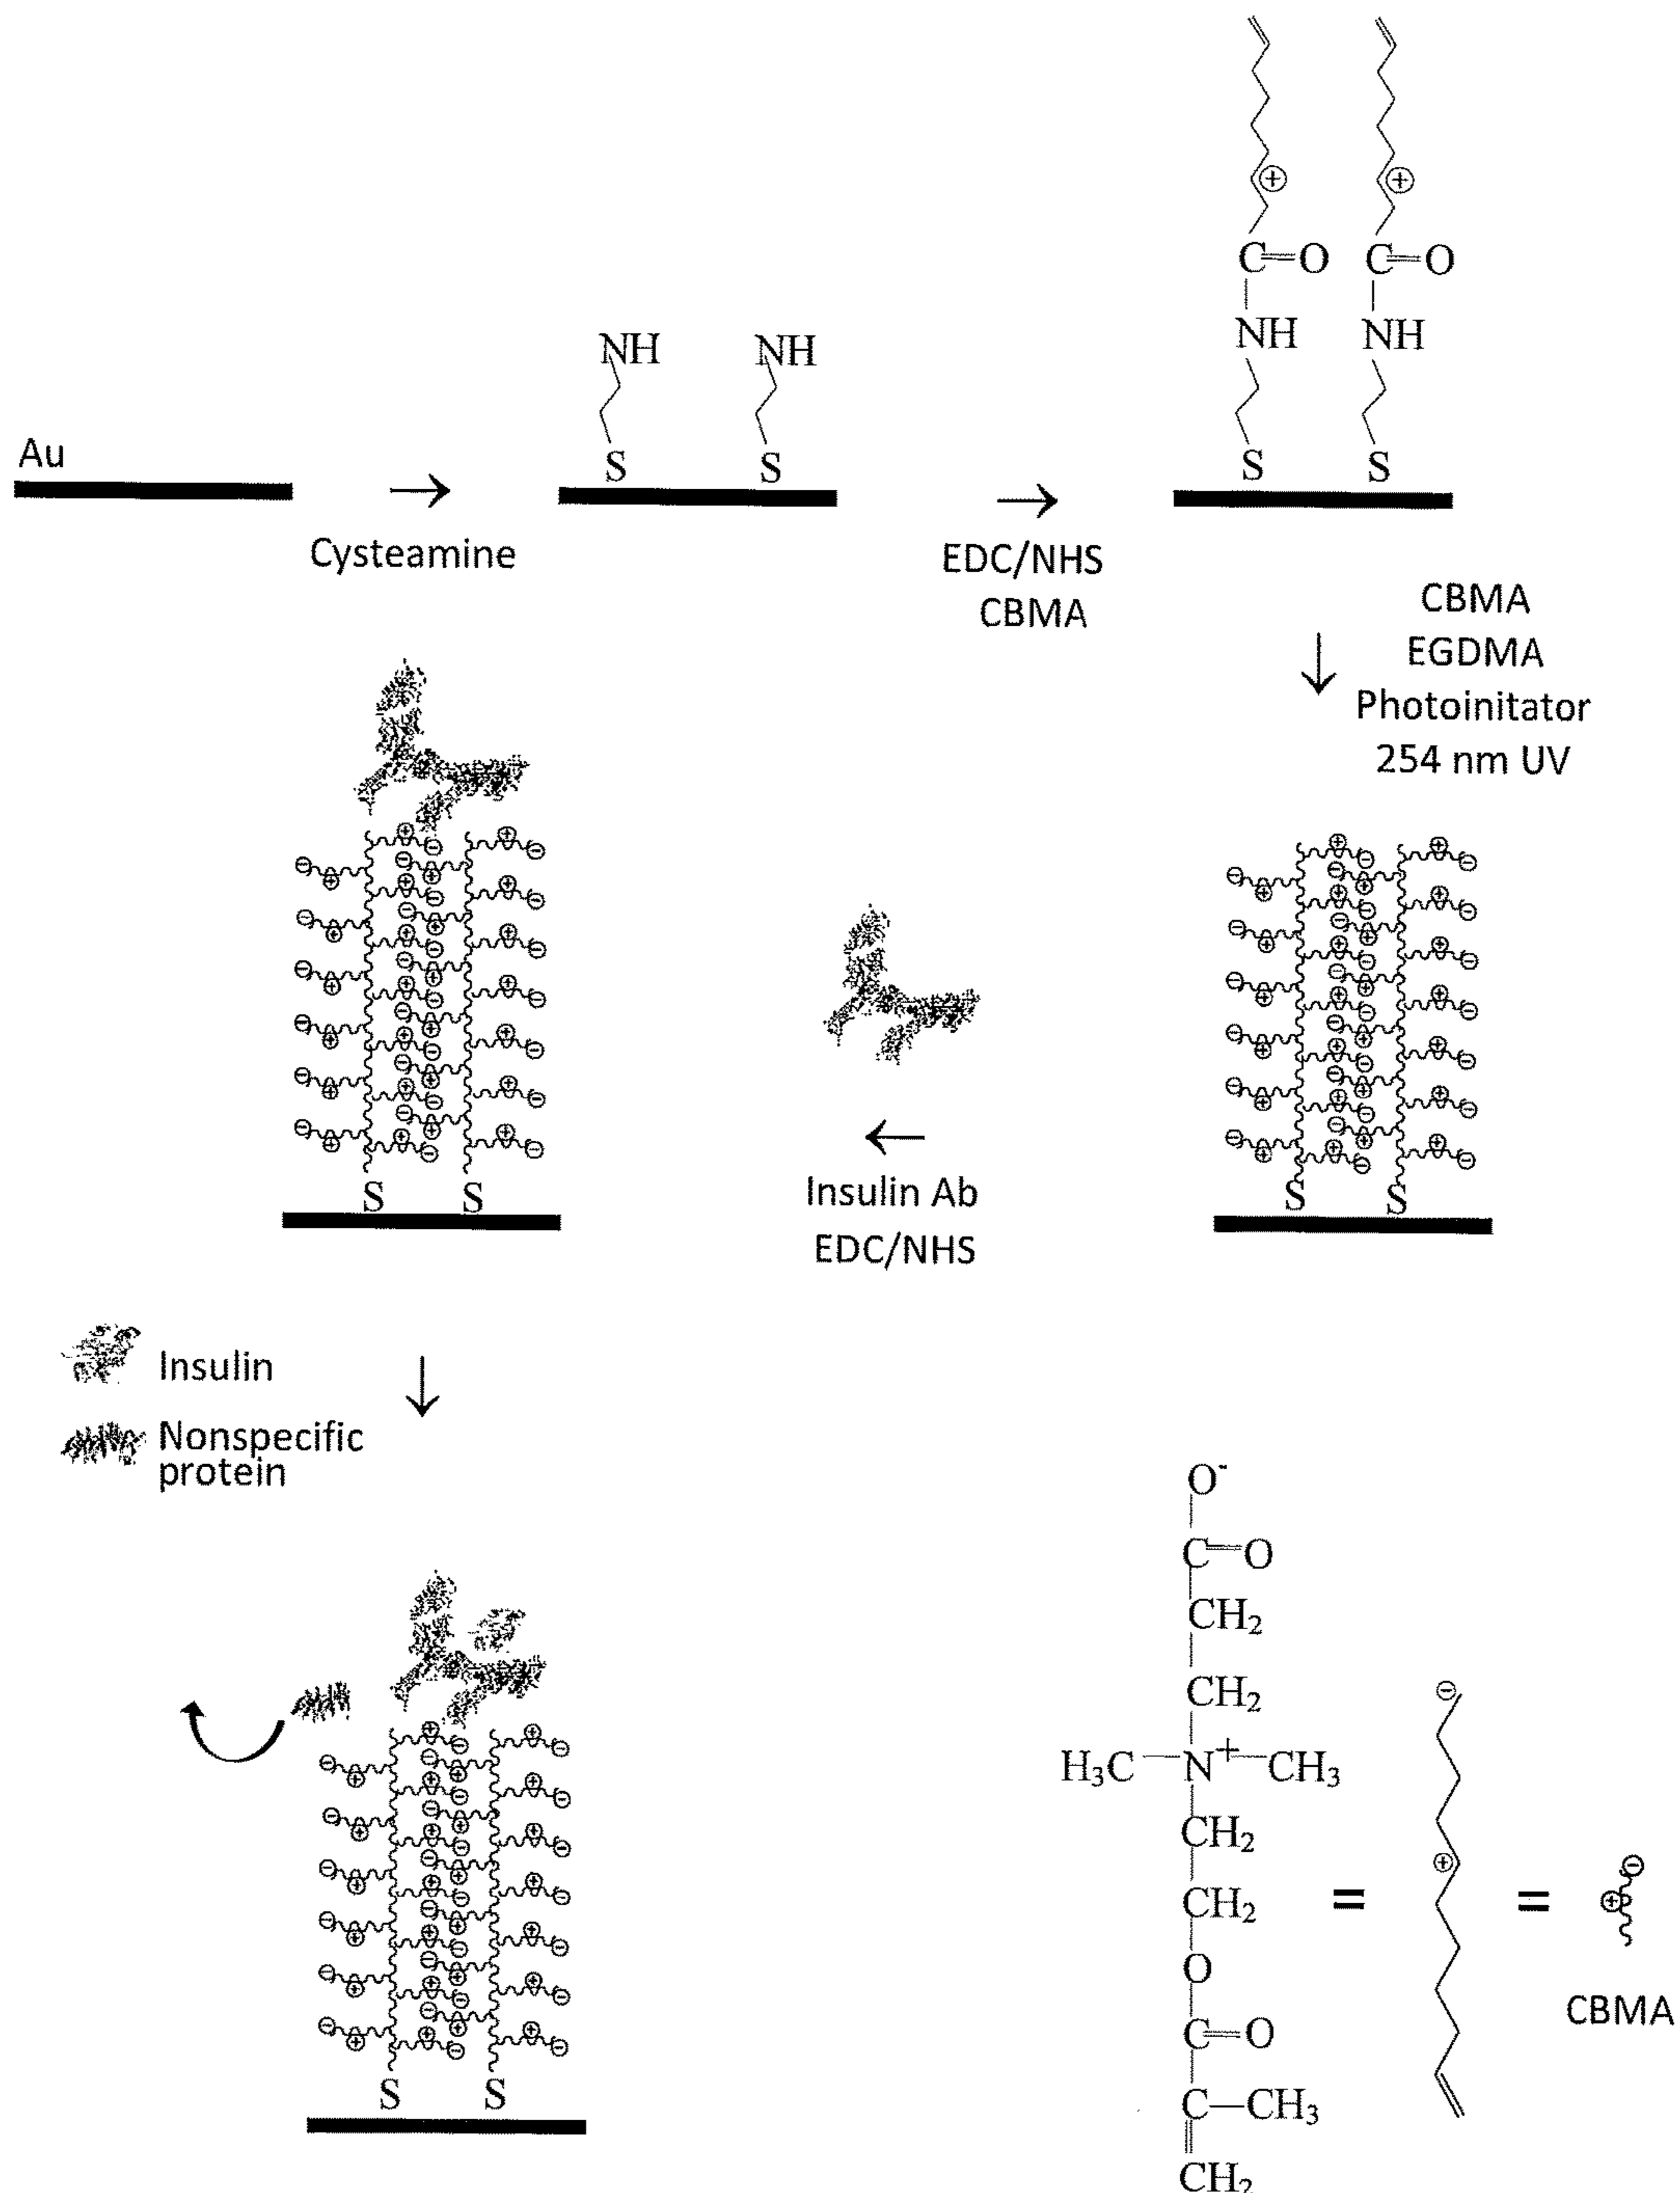 Au
Cysteamine
NH NH
S S
EDC/NHS
CBMA
C=O C=O
NH NH
S S
CBMA
EGDMA
Photoinitator
254 nm UV
S S
Insulin Ab
EDC/NHS
S S
Insulin
Nonspecific
protein
S S
O-
C=O
CH2
CH2
H3C-N+-CH3
CH2
CH2
O
C=O
C-CH3
CH2
= =
CBMA